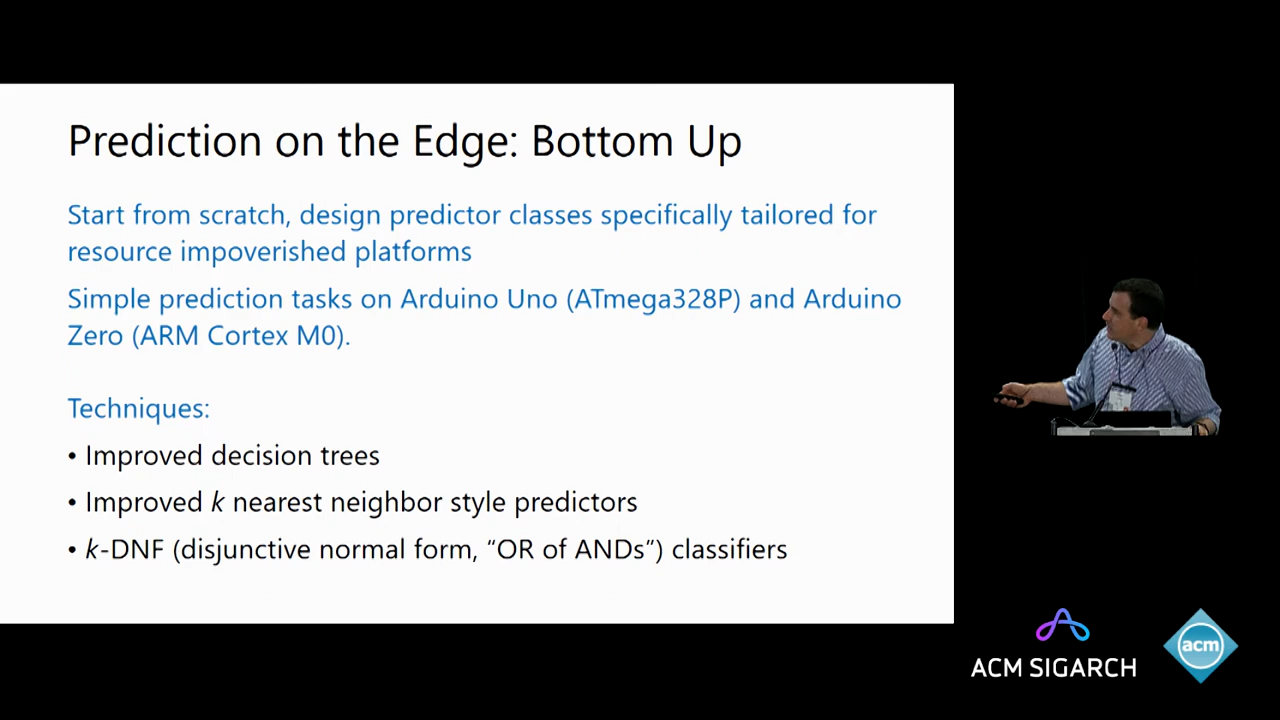 Prediction on the Edge: Bottom Up
Start from scratch, design predictor classes specifically tailored for
resource impoverished platforms
Simple prediction tasks on Arduino Uno (ATmega328P) and Arduino
Zero (ARM Cortex M0).
Techniques:
• Improved decision trees
• Improved k nearest neighbor style predictors
• k-DNF (disjunctive normal form, “OR of ANDs”) classifiers
ACM SIGARCH
acm